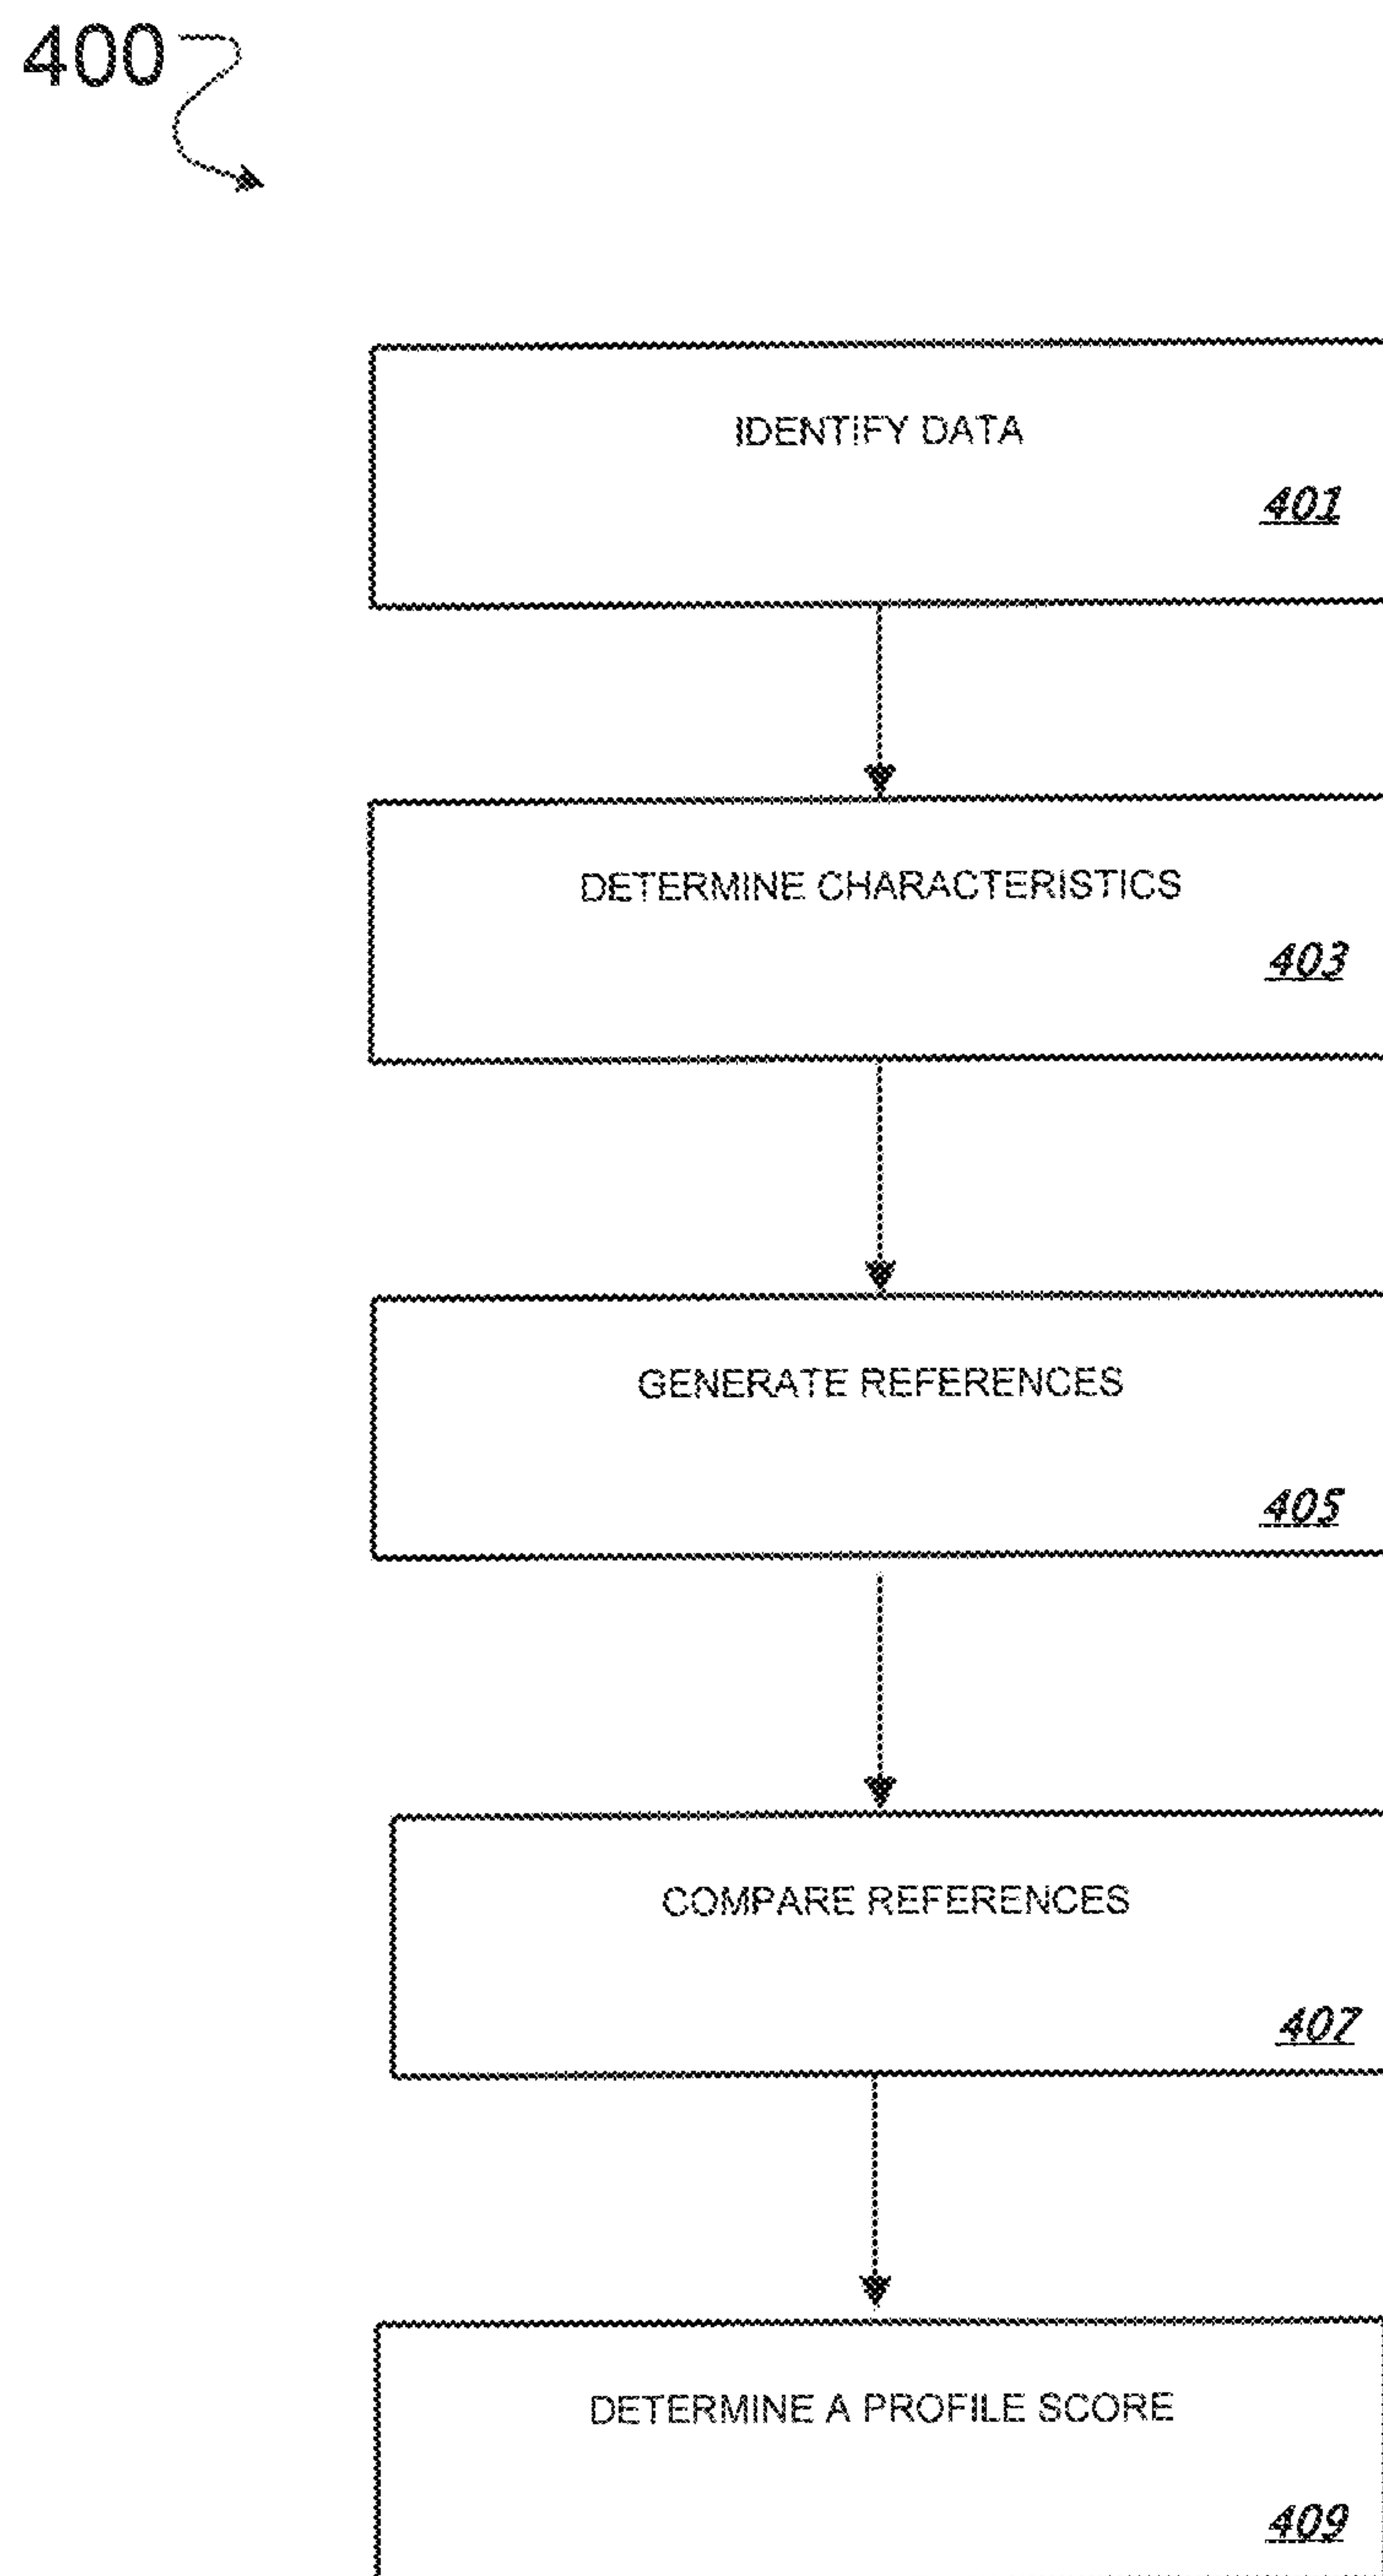 400
IDENTIFY DATA
401
DETERMINE CHARACTERISTICS
403
GENERATE REFERENCES
405
COMPARE REFERENCES
407
DETERMINE A PROFILE SCORE
409